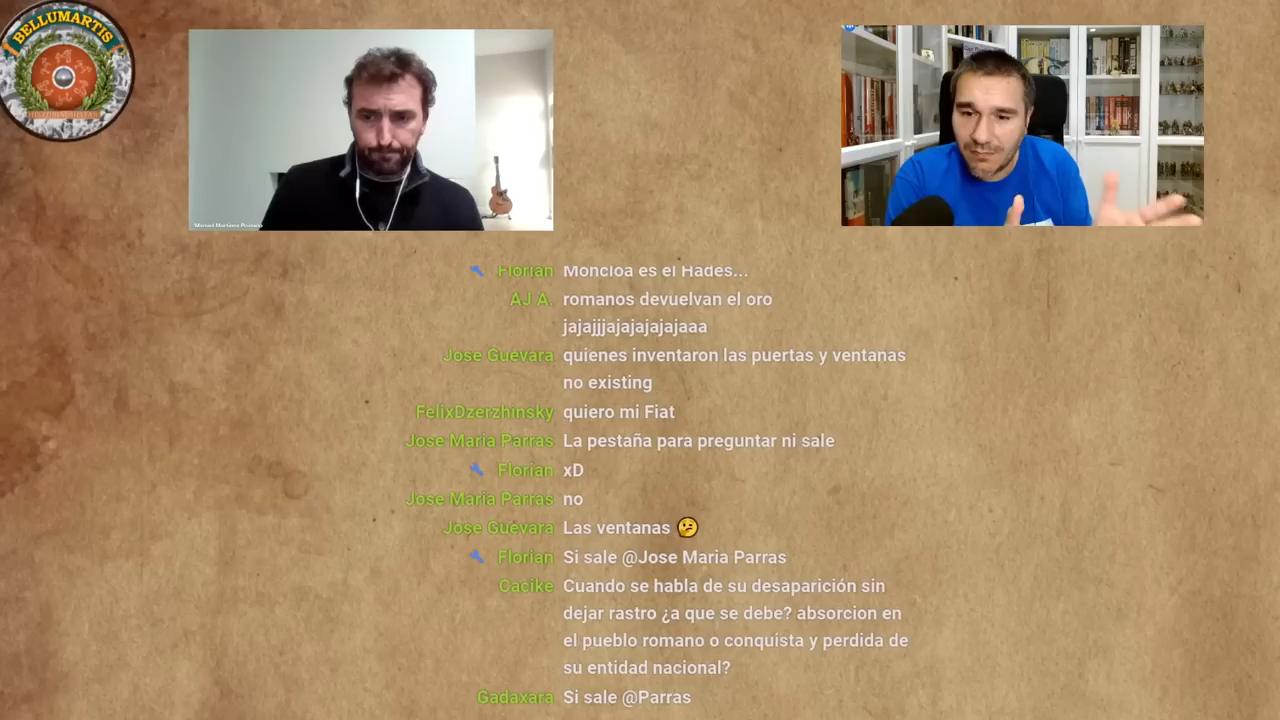 BELLUMARTIS
Florian Moncloa es el Hades...
AJ A. romanos devuelvan el oro
jajajjjajajajajajaaa
Jose Guevara quienes inventaron las puertas y ventanas
no existing
FelixDzerzhinsky quiero mi Fiat
Jose Maria Parras La pestaña para preguntar ni sale
Florian xD
Jose Maria Parras no
Jose Guevara Las ventanas 🤔
Florian Si sale @Jose Maria Parras
Cacike Cuando se habla de su desaparición sin
dejar rastro ¿a que se debe? absorcion en
el pueblo romano o conquista y perdida de
su entidad nacional?
Gadaxara Si sale @Parras